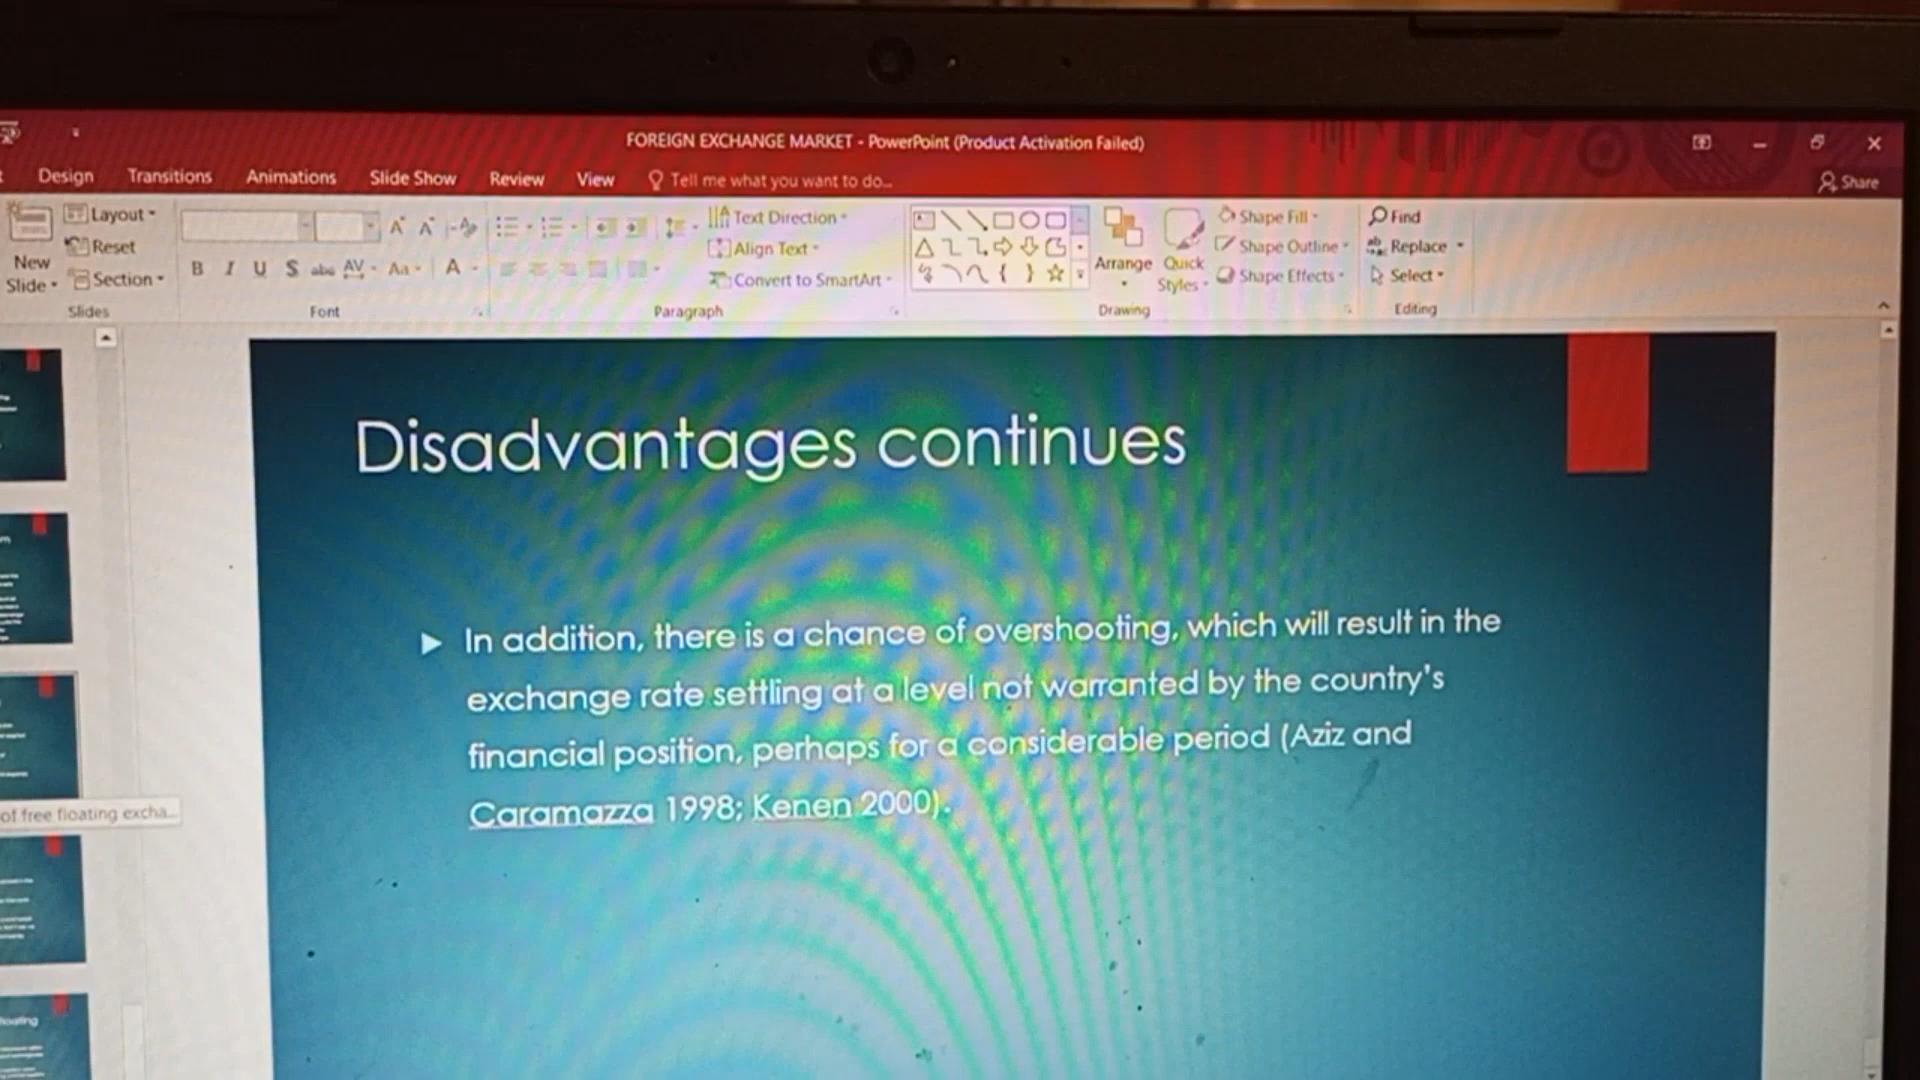 FOREIGN EXCHANGE MARKET - PowerPoint (Product Activation Failed)
Design Transitions Animations Slide Show Review View Tell me what you want to do... Share
New Slide Layout Reset Section Slides
B I U S abc AV Aa A Font
Text Direction
Align Text
Convert to SmartArt
Paragraph
Arrange Quick Styles Drawing
Shape Fill
Shape Outline
Shape Effects
Find
Replace
Select
Editing
Disadvantages continues
In addition, there is a chance of overshooting, which will result in the
exchange rate settling at a level not warranted by the country's
financial position, perhaps for a considerable period (Aziz and
Caramazza 1998; Kenen 2000).
of free floating excha...